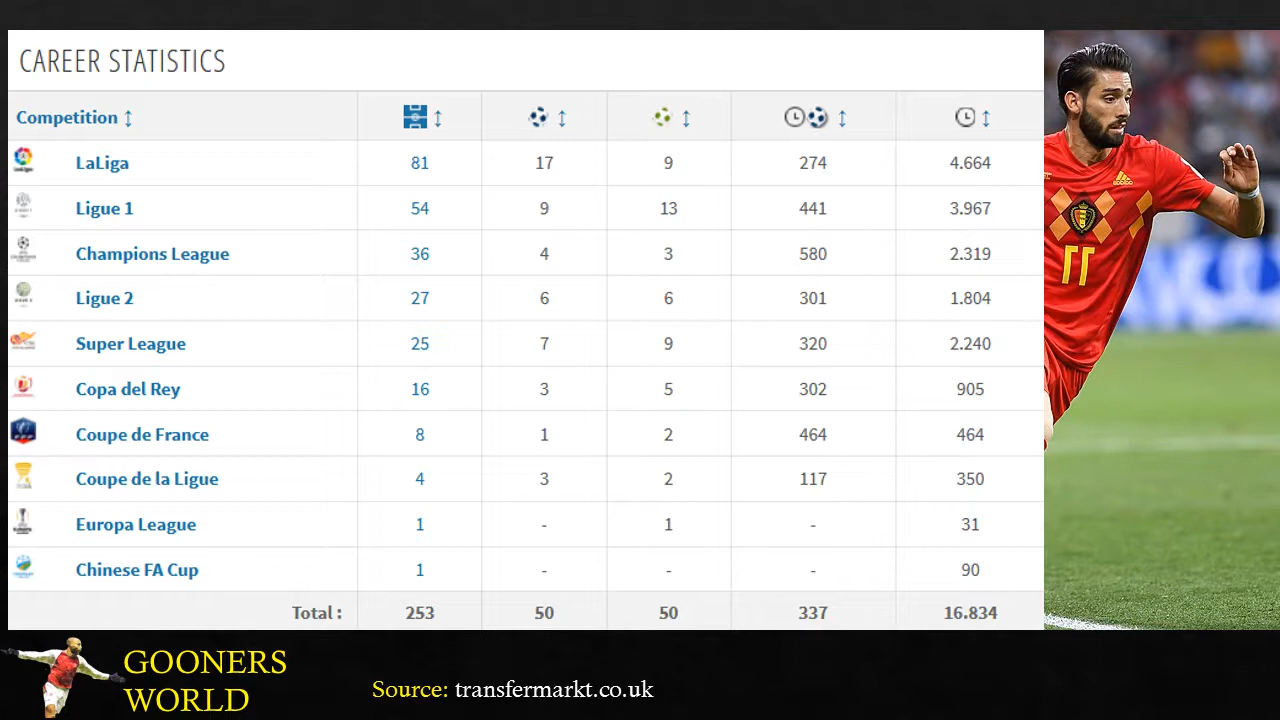 CAREER STATISTICS
Competition
LaLiga 81 17 9 274 4.664
Ligue 1 54 9 13 441 3.967
Champions League 36 4 3 580 2.319
Ligue 2 27 6 6 301 1.804
Super League 25 7 9 320 2.240
Copa del Rey 16 3 5 302 905
Coupe de France 8 1 2 464 464
Coupe de la Ligue 4 3 2 117 350
Europa League 1 - 1 - 31
Chinese FA Cup 1 - - - 90
Total : 253 50 50 337 16.834
adidas
11
GOONERS
WORLD
Source: transfermarkt.co.uk